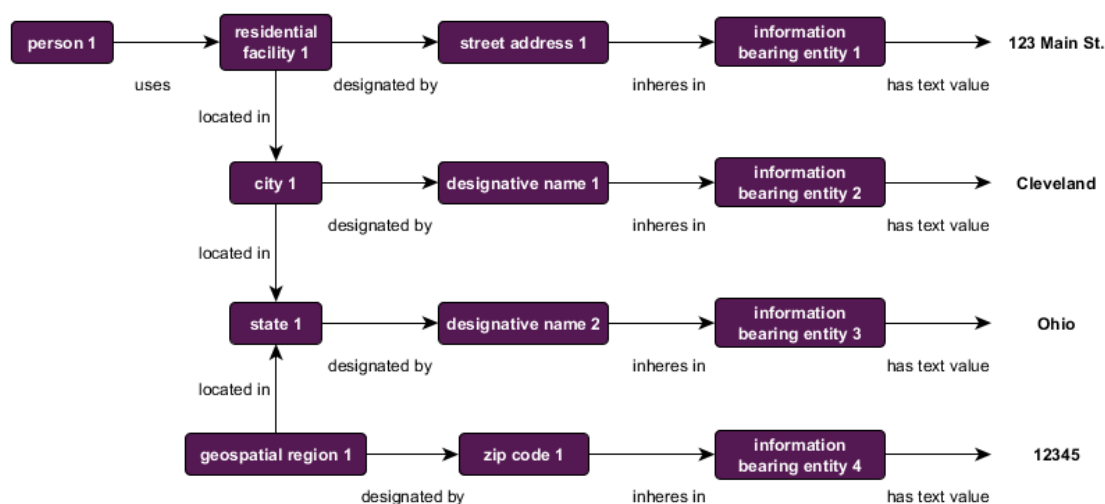 person 1
residential
facility 1
street address 1
information
bearing entity 1
123 Main St.
uses
designated by
inheres in
has text value
located in
city 1
designative name 1
information
bearing entity 2
Cleveland
designated by
inheres in
has text value
located in
state 1
designative name 2
information
bearing entity 3
Ohio
designated by
inheres in
has text value
located in
geospatial region 1
zip code 1
information
bearing entity 4
12345
designated by
inheres in
has text value